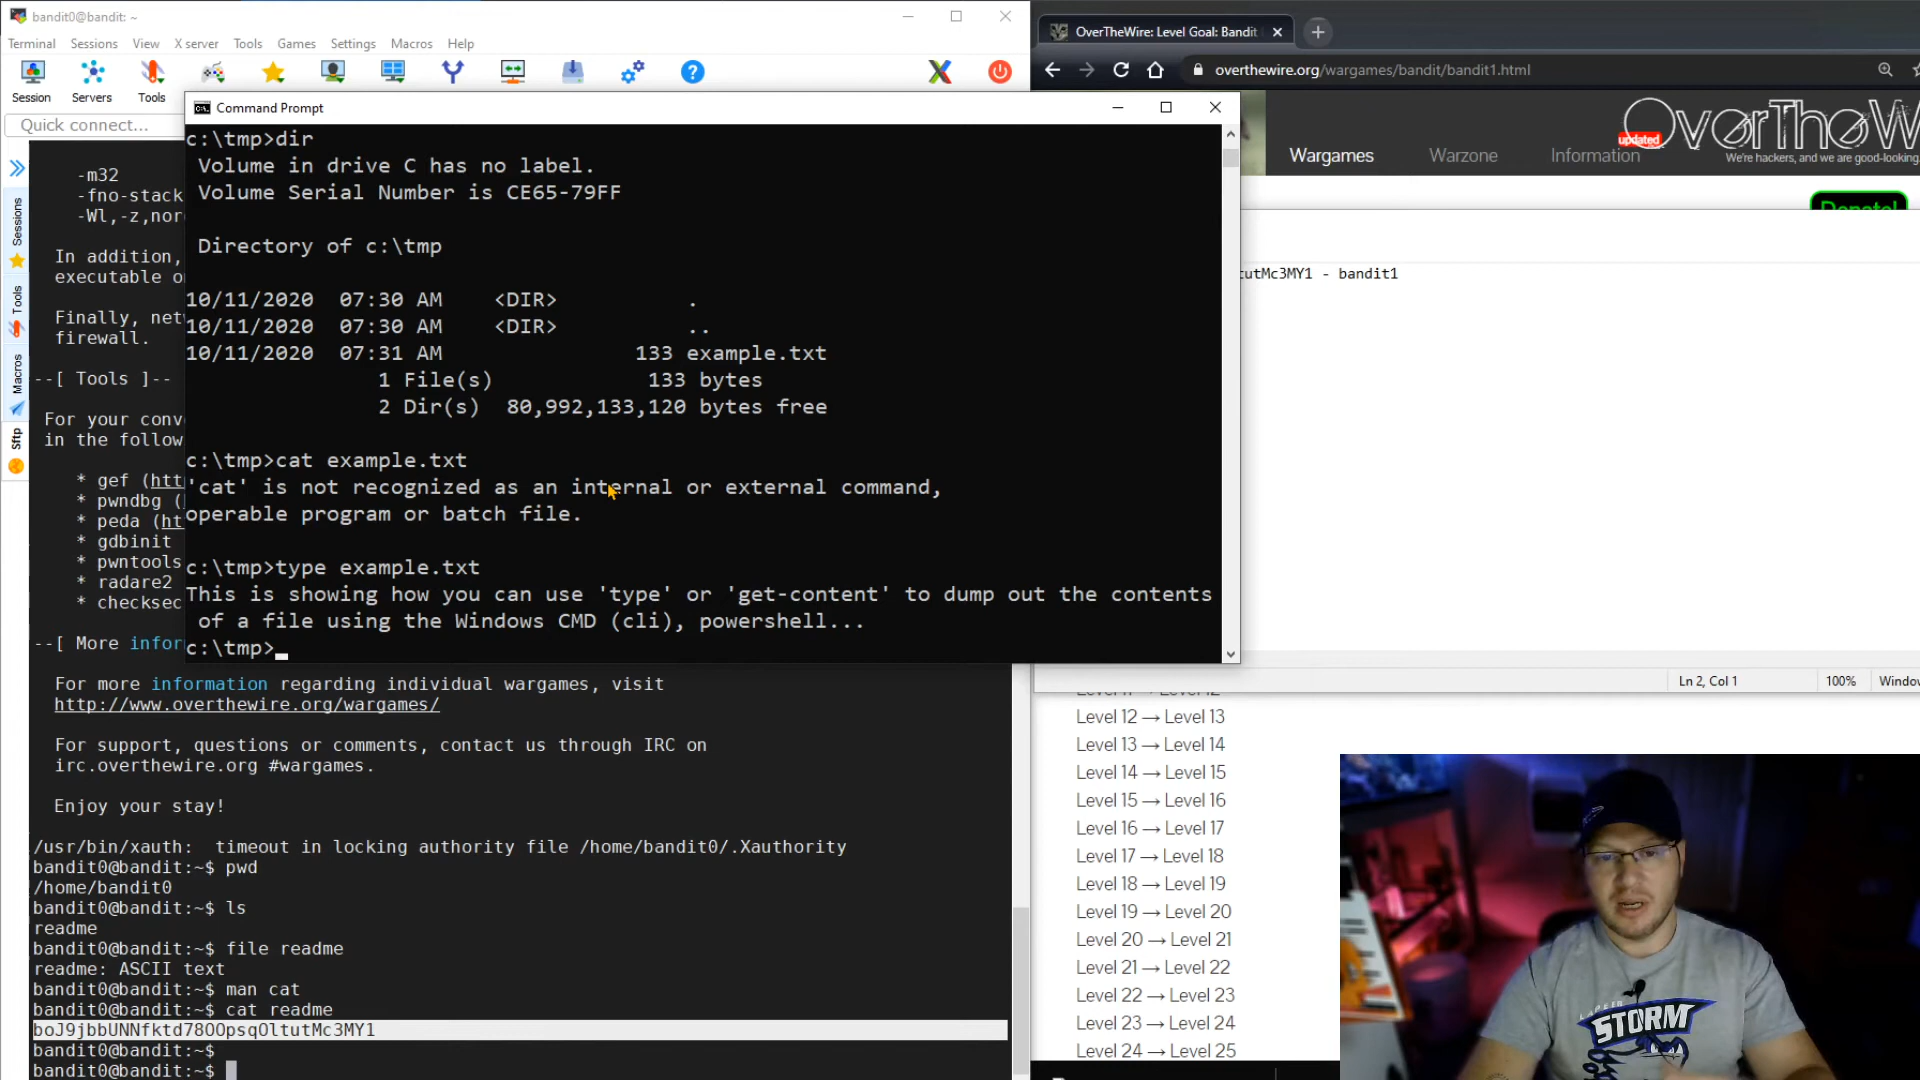 bandit0@bandit: ~
Terminal Sessions View X server Tools Games Settings Macros Help
Session Servers Tools
Quick connect...
Sessions
Tools
Macros
Sftp
-m32
-fno-stack
-Wl,-z,nor
In addition,
executable o
Finally, net
firewall.
--[ Tools ]--
For your conv
in the follow
* gef (htt
* pwndbg (
* peda (ht
* gdbinit
* pwntools
* radare2
* checksec
--[ More infor
For more information regarding individual wargames, visit
http://www.overthewire.org/wargames/
For support, questions or comments, contact us through IRC on
irc.overthewire.org #wargames.
Enjoy your stay!
/usr/bin/xauth:  timeout in locking authority file /home/bandit0/.Xauthority
bandit0@bandit:~$ pwd
/home/bandit0
bandit0@bandit:~$ ls
readme
bandit0@bandit:~$ file readme
readme: ASCII text
bandit0@bandit:~$ man cat
bandit0@bandit:~$ cat readme
boJ9jbbUNNfktd78OOpsqOltutMc3MY1
bandit0@bandit:~$
bandit0@bandit:~$
Command Prompt
c:\tmp>dir
Volume in drive C has no label.
Volume Serial Number is CE65-79FF
Directory of c:\tmp
10/11/2020  07:30 AM    <DIR>          .
10/11/2020  07:30 AM    <DIR>          ..
10/11/2020  07:31 AM               133 example.txt
1 File(s)            133 bytes
2 Dir(s)  80,992,133,120 bytes free
c:\tmp>cat example.txt
'cat' is not recognized as an internal or external command,
operable program or batch file.
c:\tmp>type example.txt
This is showing how you can use 'type' or 'get-content' to dump out the contents
of a file using the Windows CMD (cli), powershell...
c:\tmp>
OverTheWire: Level Goal: Bandit
overthewire.org/wargames/bandit/bandit1.html
Wargames Warzone Information
updated
OverTheW
We're hackers, and we are good-looking.
Donate!
tutMc3MY1 - bandit1
Ln 2, Col 1 100% Window
Level 11 → Level 12
Level 12 → Level 13
Level 13 → Level 14
Level 14 → Level 15
Level 15 → Level 16
Level 16 → Level 17
Level 17 → Level 18
Level 18 → Level 19
Level 19 → Level 20
Level 20 → Level 21
Level 21 → Level 22
Level 22 → Level 23
Level 23 → Level 24
Level 24 → Level 25
LAPEER
STORM